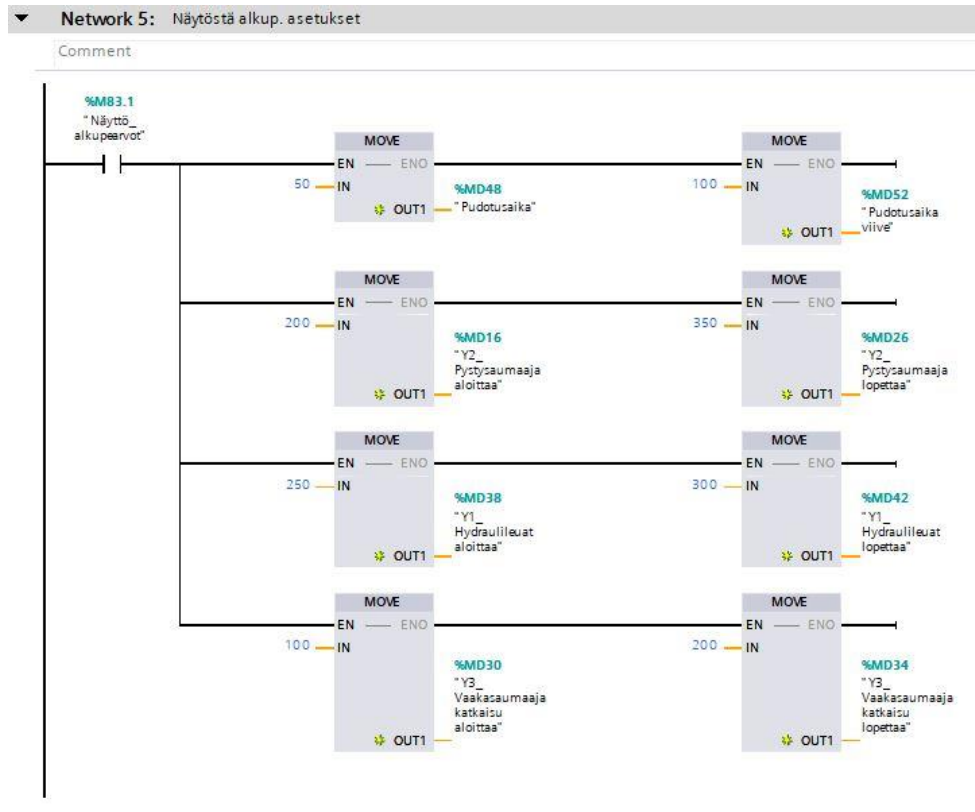 Network 5: Näytöstä alkup. asetukset
Comment
%M83.1
"Näyttö_
alkupearvot"
MOVE
EN ENO
50 IN
%MD48
OUT1 "Pudotusaika"
MOVE
EN ENO
100 IN
%MD52
"Pudotusaika
OUT1 viive"
MOVE
EN ENO
200 IN
%MD16
"Y2_
Pystysaumaaja
OUT1 aloittaa"
MOVE
EN ENO
350 IN
%MD26
"Y2_
Pystysaumaaja
OUT1 lopettaa"
MOVE
EN ENO
250 IN
%MD38
"Y1_
Hydraulileuat
OUT1 aloittaa"
MOVE
EN ENO
300 IN
%MD42
"Y1_
Hydraulileuat
OUT1 lopettaa"
MOVE
EN ENO
100 IN
%MD30
"Y3_
Vaakasaumaaja
katkaisu
aloittaa"
OUT1
MOVE
EN ENO
200 IN
%MD34
"Y3_
Vaakasaumaaja
katkaisu
lopettaa"
OUT1